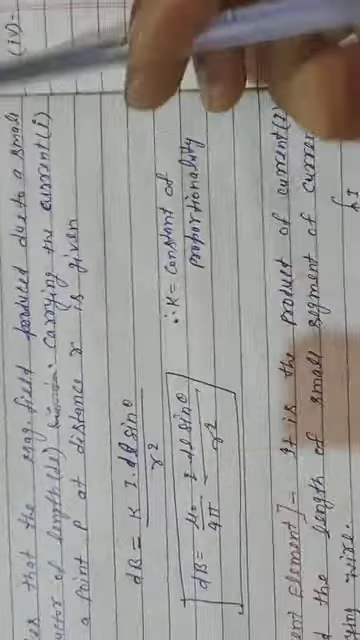 (iv)-
that the mag. field produced due to a small
of length (dl) carrying the current (i)
a point P at distance r is given
dB = K I. dl sinθ / r²
∴ K = constant of
proportionality
dB = μ₀/4π I dl sinθ / r²
Element]- It is the product of current (I)
the length of small segment of
wire.
I